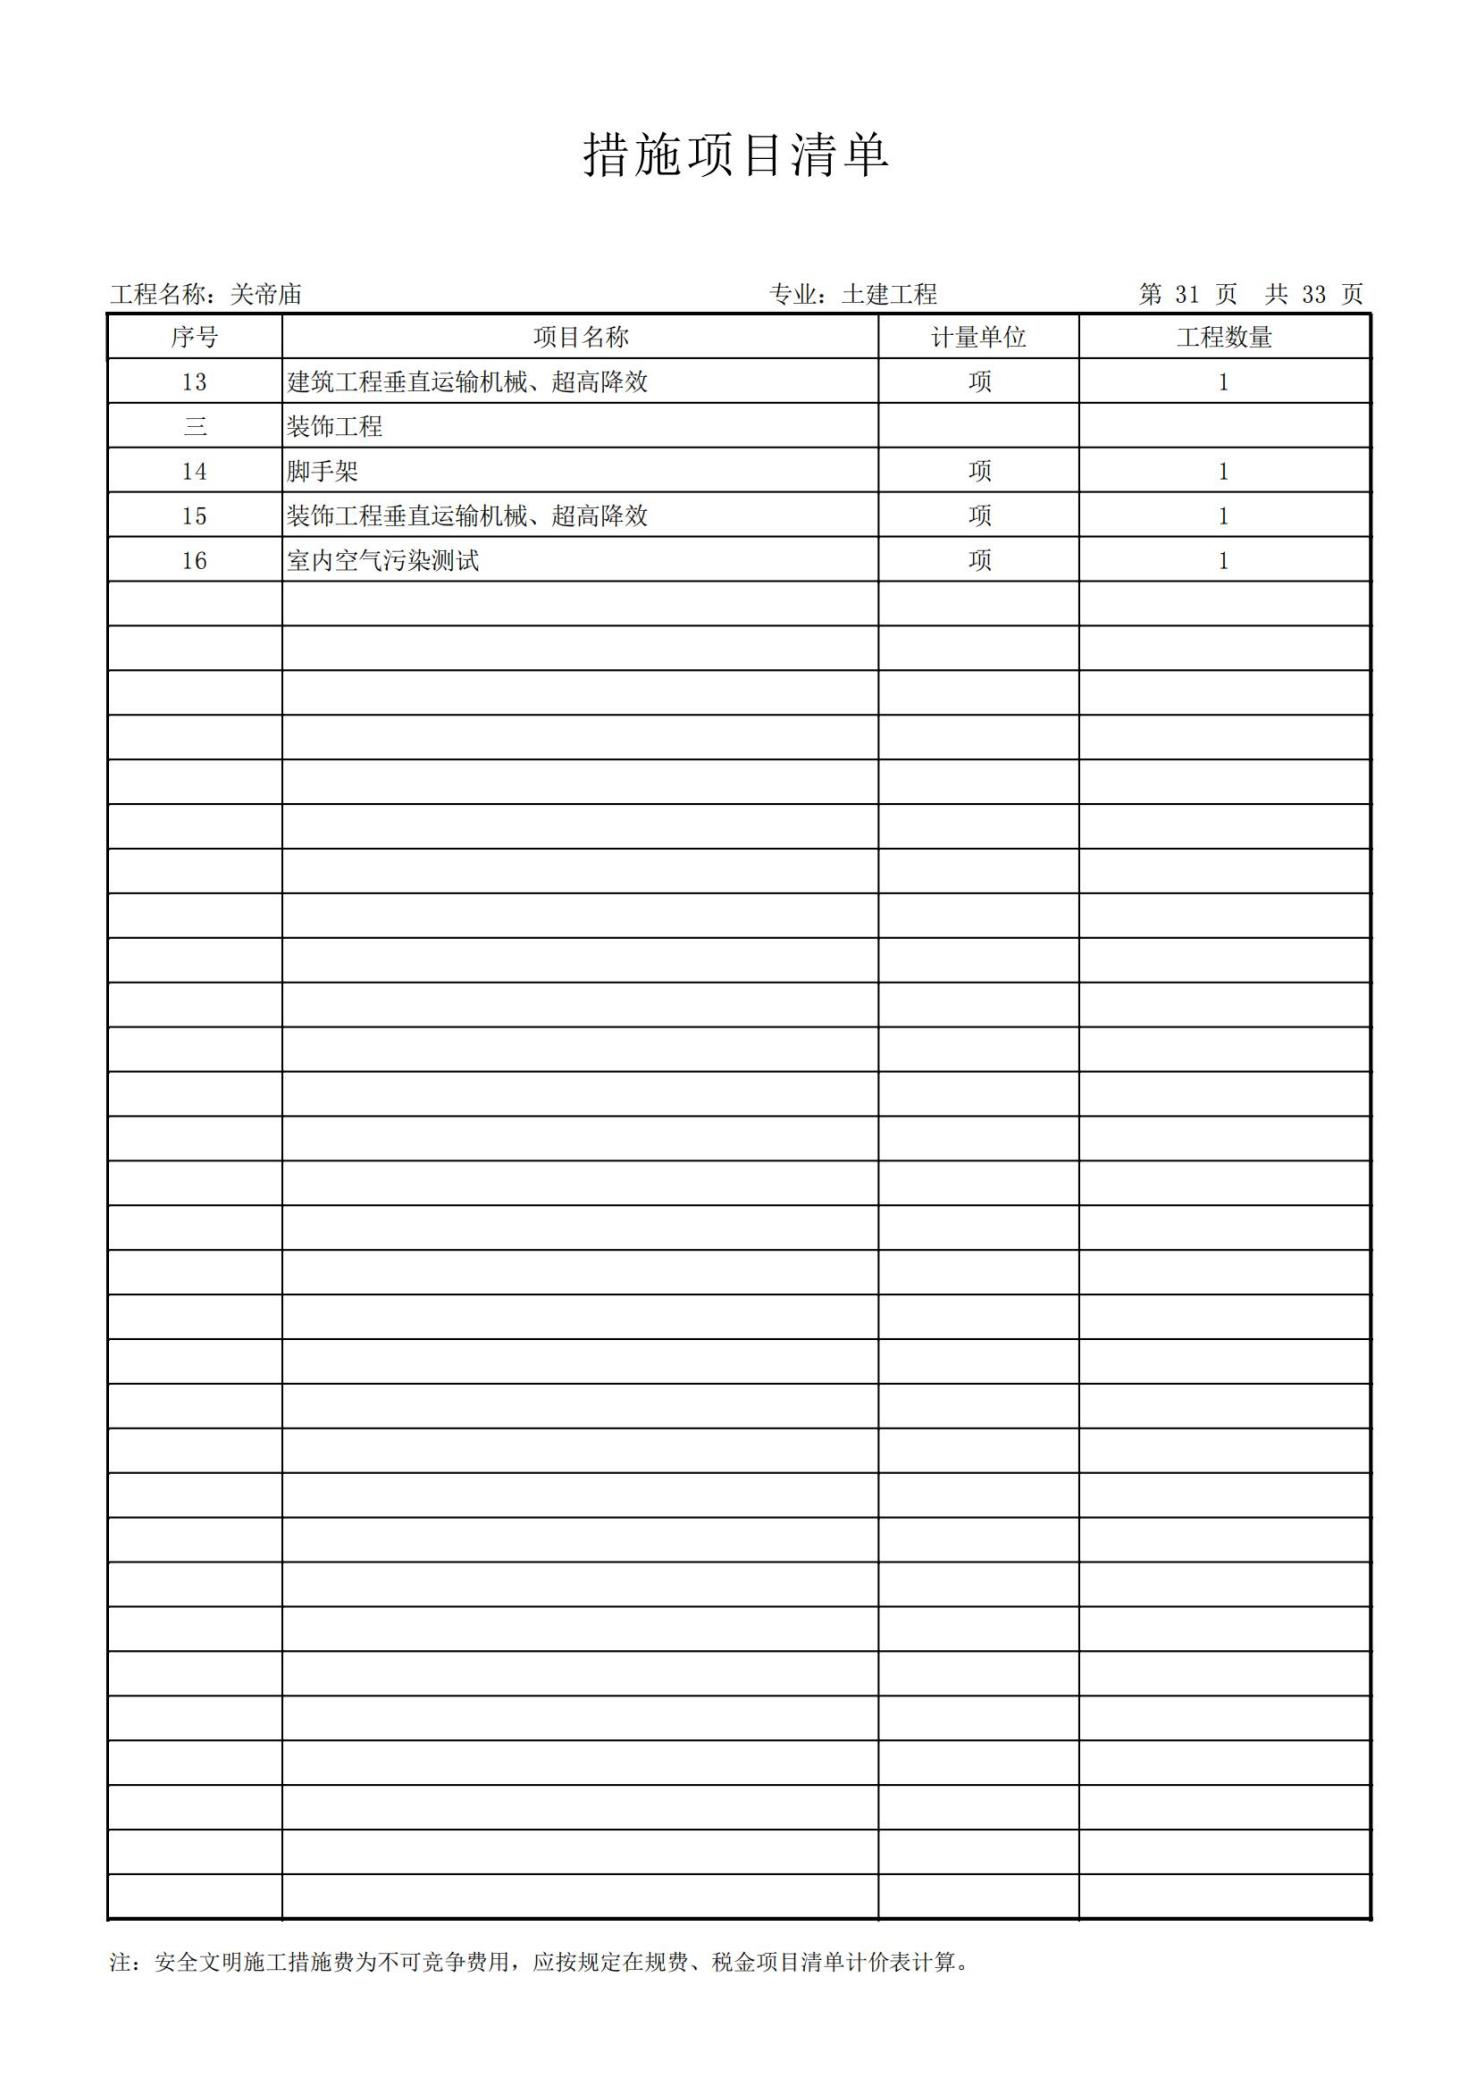 措施项目清单
工程名称：关帝庙 专业：土建工程 第 31 页 共 33 页
序号 项目名称 计量单位 工程数量
13 建筑工程垂直运输机械、超高降效 项 1
三 装饰工程
14 脚手架 项 1
15 装饰工程垂直运输机械、超高降效 项 1
16 室内空气污染测试 项 1
注：安全文明施工措施费为不可竞争费用，应按规定在规费、税金项目清单计价表计算。